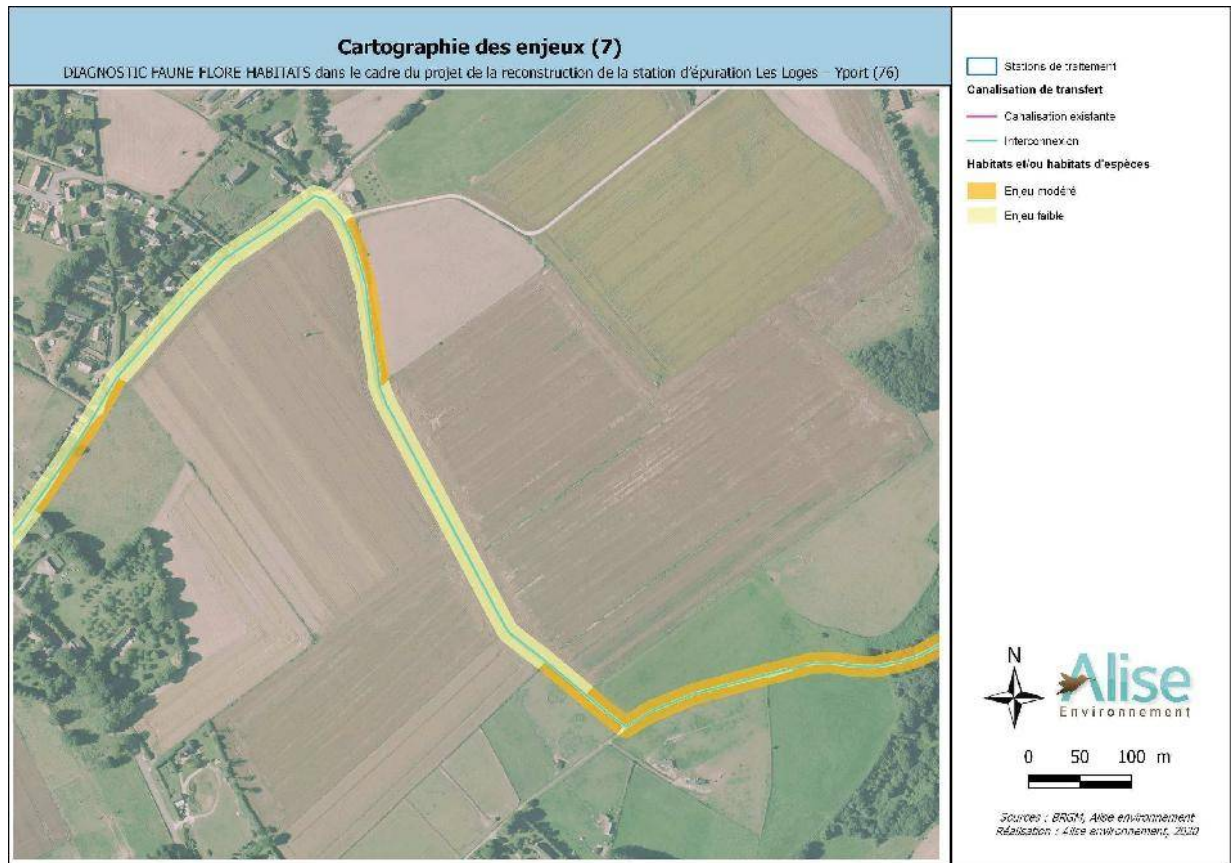 Cartographie des enjeux (7)
DIAGNOSTIC FAUNE FLORE HABITATS dans le cadre du projet de la reconstruction de la station d'épuration Les Loges - Yport (76)
Stations de traitement
Canalisation de transfert
Canalisation existante
Interconnexion
Habitats et/ou habitats d'espèces
Enjeu modéré
Enjeu faible
N
Alise
Environnement
0 50 100 m
Sources : BRGM, Alise environnement
Réalisation : Alise environnement, 2020